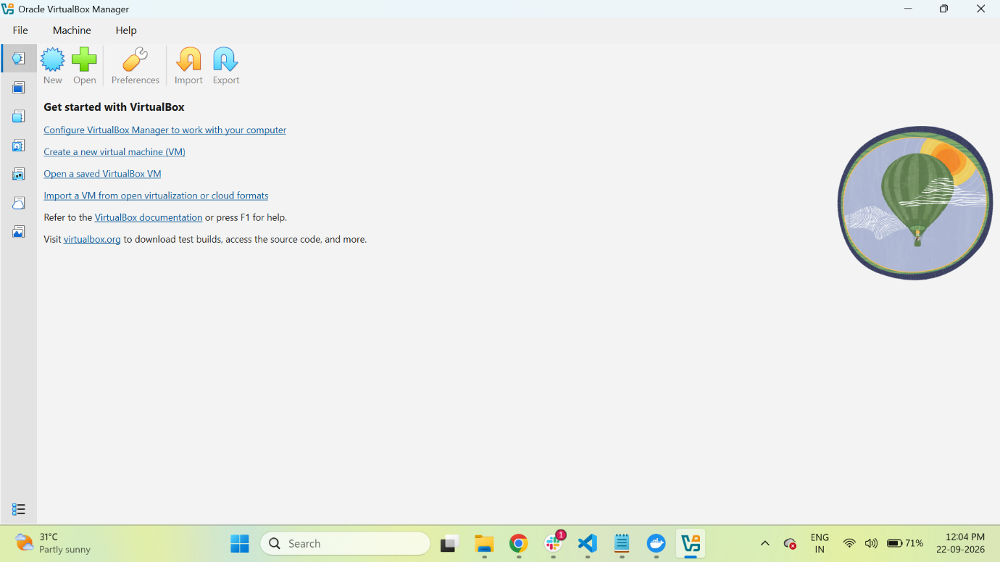 Oracle VirtualBox Manager
File Machine Help
New Open Preferences Import Export
Get started with VirtualBox
Configure VirtualBox Manager to work with your computer
Create a new virtual machine (VM)
Open a saved VirtualBox VM
Import a VM from open virtualization or cloud formats
Refer to the VirtualBox documentation or press F1 for help.
Visit virtualbox.org to download test builds, access the source code, and more.
31°C
Partly sunny
Search
1
ENG
IN
71%
12:04 PM
22-09-2026